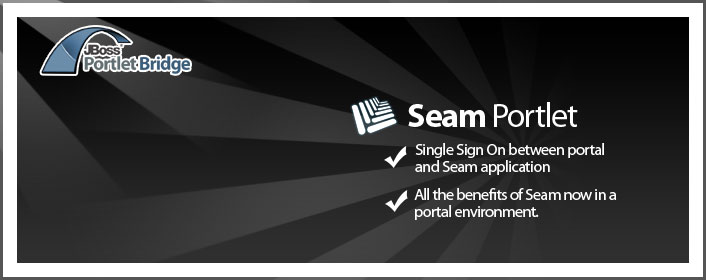 JBoss
Portlet Bridge
Seam Portlet
Single Sign On between portal
and Seam application
All the benefits of Seam now in a
portal environment.